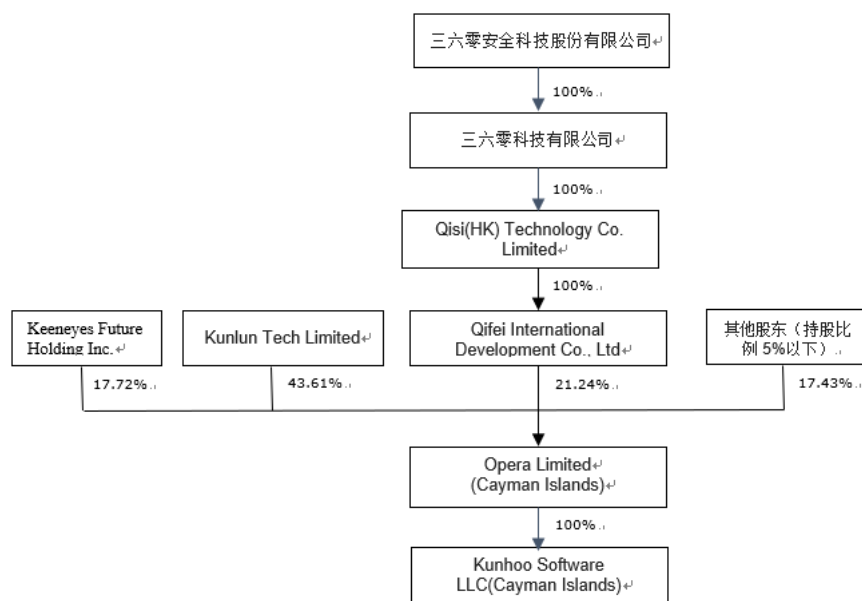 三六零安全科技股份有限公司
100%
三六零科技有限公司
100%
Qisi(HK) Technology Co.
Limited
100%
Keeneyes Future
Holding Inc.
Kunlun Tech Limited
Qifei International
Development Co., Ltd
其他股东（持股比
例 5%以下）
17.72%
43.61%
21.24%
17.43%
Opera Limited
(Cayman Islands)
100%
Kunhoo Software
LLC(Cayman Islands)